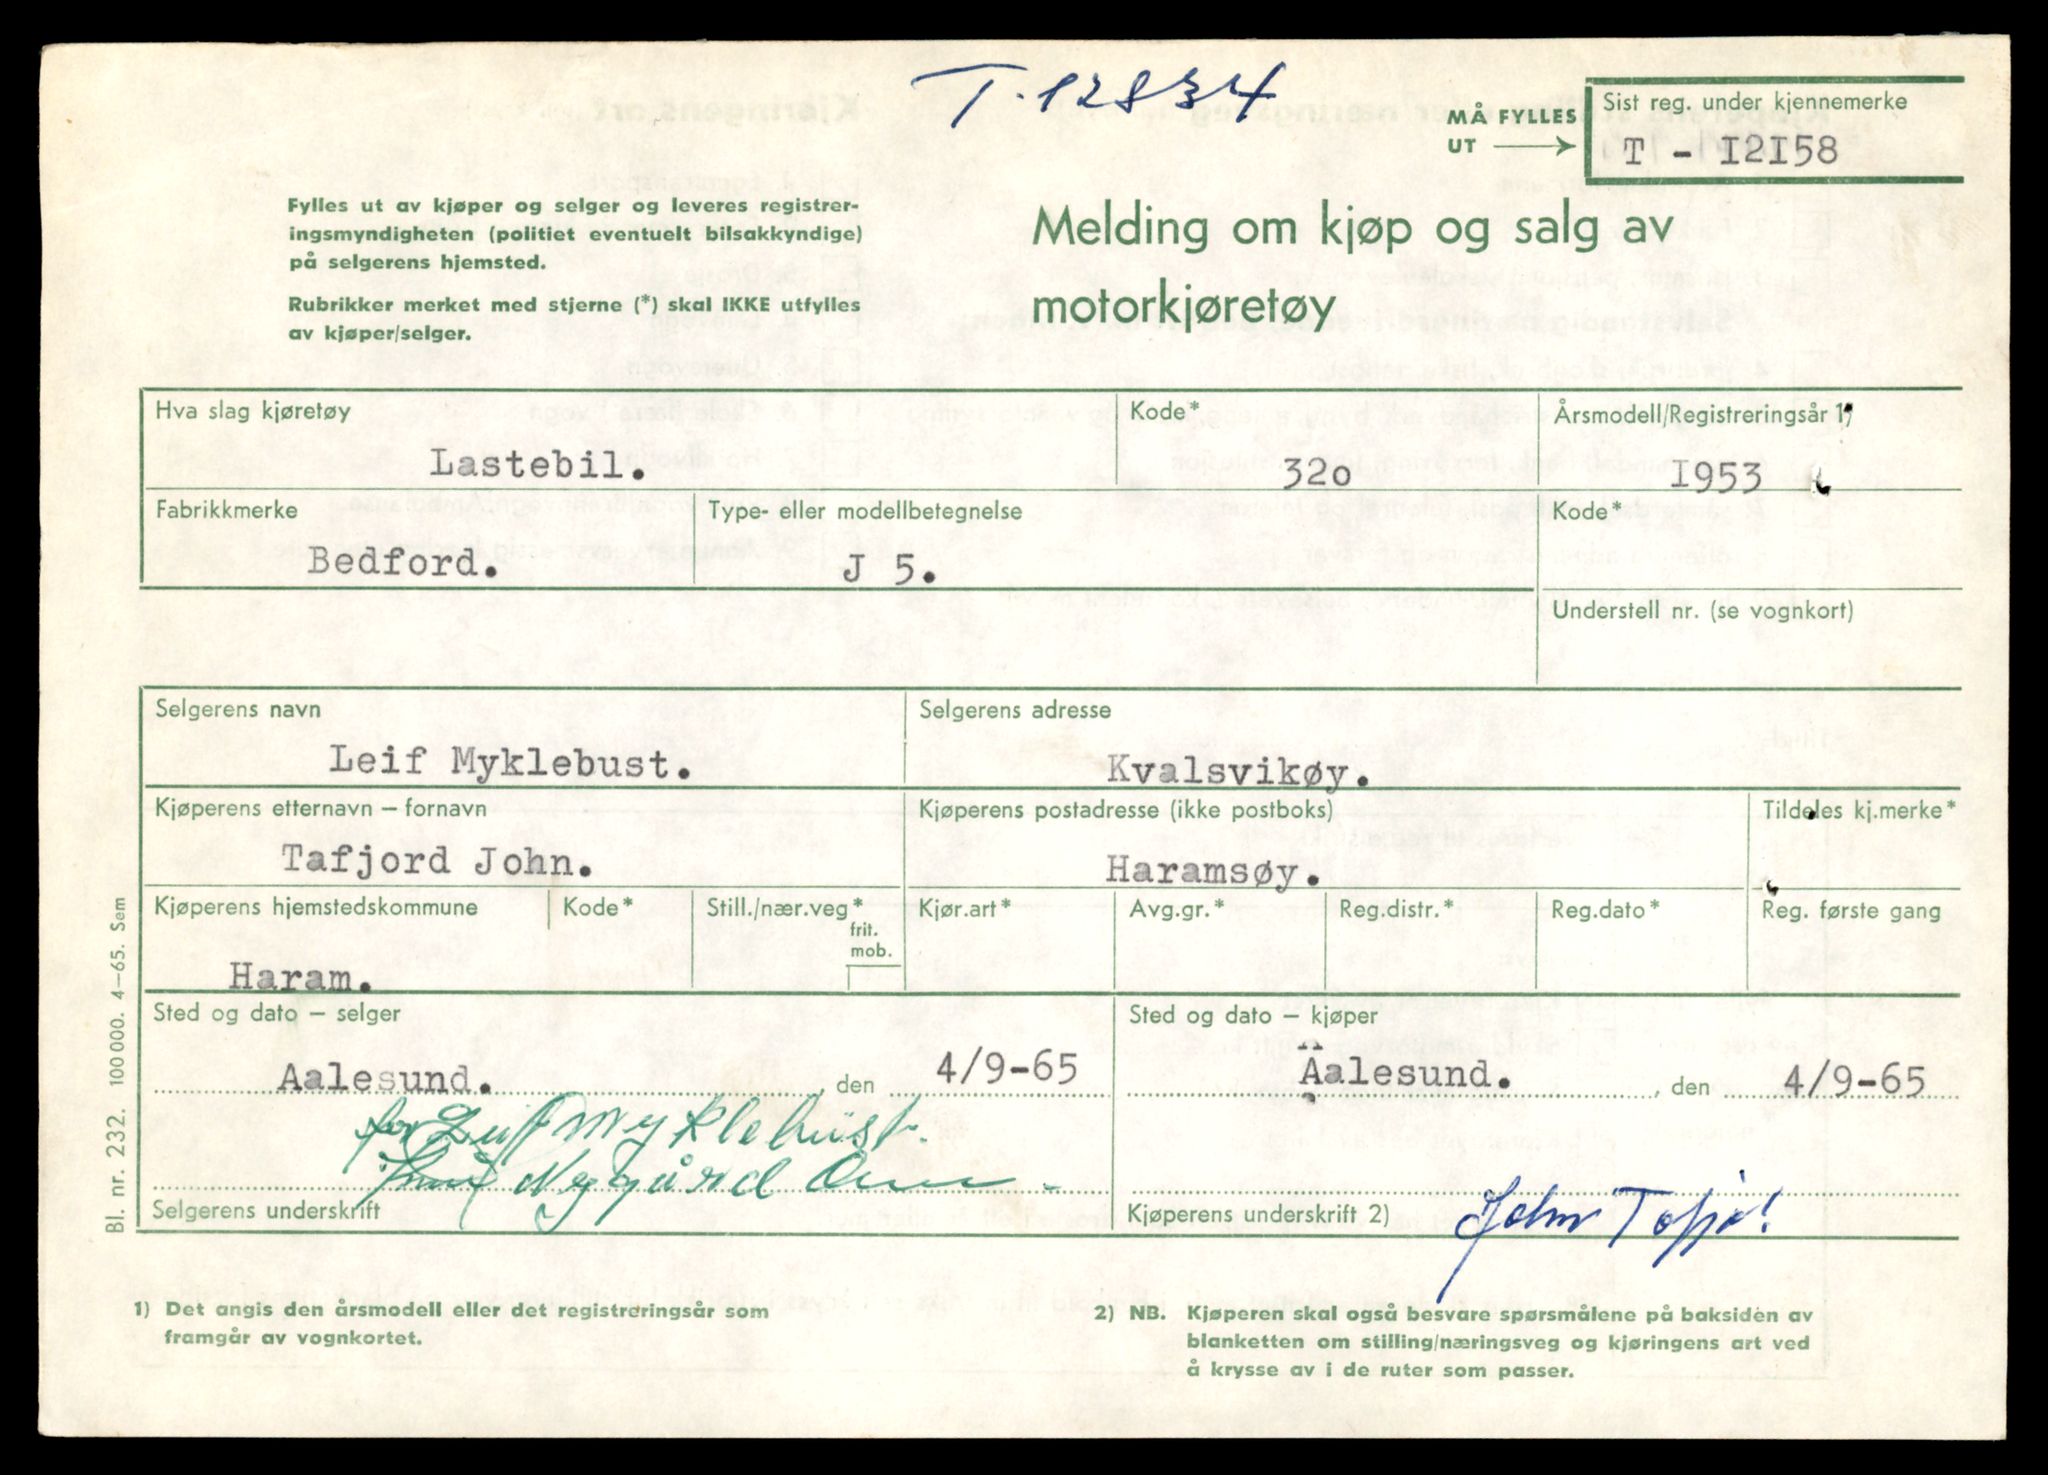 T.12834
MÅ FYLLES UT
Sist reg. under kjennemerke
T - I2I58
Fylles ut av kjøper og selger og leveres registrer-
ingsmyndigheten (politiet eventuelt bilsakkyndige)
på selgerens hjemsted.
Rubrikker merket med stjerne (*) skal IKKE utfylles
av kjøper/selger.
Melding om kjøp og salg av
motorkjøretøy
Hva slag kjøretøy
Lastebil.
Kode*
32o
Årsmodell/Registreringsår 1)
I953
Fabrikkmerke
Bedford.
Type- eller modellbetegnelse
J 5.
Kode*
Understell nr. (se vognkort)
Selgerens navn
Leif Myklebust.
Selgerens adresse
Kvalsvikøy.
Kjøperens etternavn – fornavn
Tafjord John.
Kjøperens postadresse (ikke postboks)
Haramsøy.
Tildeles kj.merke*
Kjøperens hjemstedskommune
Haram.
Kode*
Still./nær.veg*
frit.
mob.
Kjør.art*
Avg.gr.*
Reg.distr.*
Reg.dato*
Reg. første gang
Sted og dato – selger
Aalesund. , den 4/9-65
Sted og dato – kjøper
Aalesund. , den 4/9-65
for Leif Myklebust.
Nygård
Selgerens underskrift
Kjøperens underskrift 2)
John
1) Det angis den årsmodell eller det registreringsår som
framgår av vognkortet.
2) NB. Kjøperen skal også besvare spørsmålene på baksiden av
blanketten om stilling/næringsveg og kjøringens art ved
å krysse av i de ruter som passer.
Bl. nr. 232. 100 000. 4–65. Sem